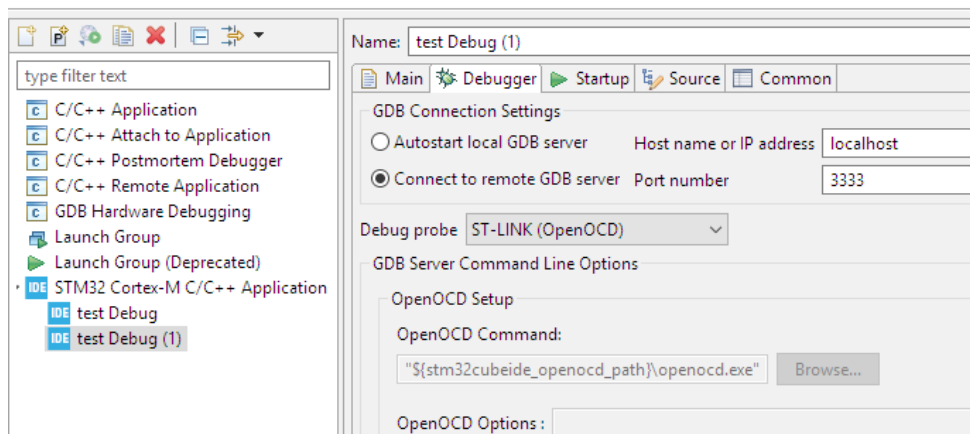 type filter text
C/C++ Application
C/C++ Attach to Application
C/C++ Postmortem Debugger
C/C++ Remote Application
GDB Hardware Debugging
Launch Group
Launch Group (Deprecated)
IDE STM32 Cortex-M C/C++ Application
IDE test Debug
IDE test Debug (1)
Name: test Debug (1)
Main Debugger Startup Source Common
GDB Connection Settings
Autostart local GDB server Host name or IP address localhost
Connect to remote GDB server Port number 3333
Debug probe ST-LINK (OpenOCD)
GDB Server Command Line Options
OpenOCD Setup
OpenOCD Command:
"${stm32cubeide_openocd_path}\openocd.exe" Browse...
OpenOCD Options :